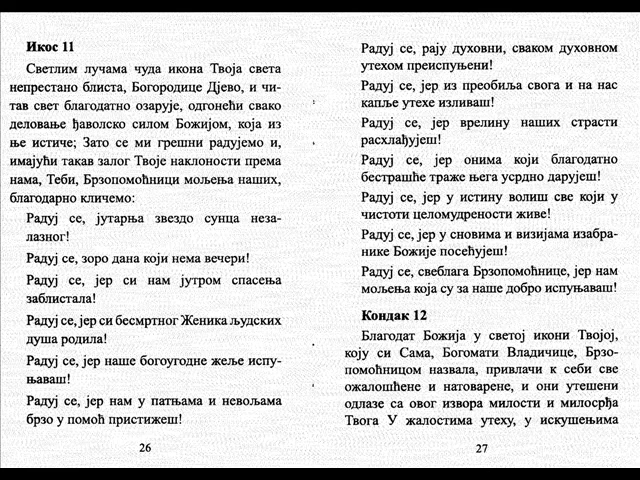 Икос 11
Светлим лучама чуда икона Твоја света
непрестано блиста, Богородице Дјево, и чи-
тав свет благодатно озарује, одгонећи свако
деловање ђаволско силом Божијом, која из
ње истиче; Зато се ми грешни радујемо и,
имајући такав залог Твоје наклоности према
нама, Теби, Брзопомоћници мољења наших,
благодарно кличемо:
Радуј се, јутарња звездо сунца неза-
лазног!
Радуј се, зоро дана који нема вечери!
Радуј се, јер си нам јутром спасења
заблистала!
Радуј се, јер си бесмртног Женика људских
душа родила!
Радуј се, јер наше богоугодне жеље испу-
њаваш!
Радуј се, јер нам у патњама и невољама
брзо у помоћ пристижеш!
26
Радуј се, рају духовни, сваком духовном
утехом преиспуњени!
Радуј се, јер из преобиља свога и на нас
капље утехе изливаш!
Радуј се, јер врелину наших страсти
расхлађујеш!
Радуј се, јер онима који благодатно
бестрашће траже њега усрдно дарујеш!
Радуј се, јер у истину волиш све који у
чистоти целомудрености живе!
Радуј се, јер у сновима и визијама изабра-
нике Божије посећујеш!
Радуј се, свеблага Брзопомоћнице, јер нам
мољења која су за наше добро испуњаваш!
Кондак 12
Благодат Божија у светој икони Твојој,
коју си Сама, Богомати Владичице, Брзо-
помоћницом назвала, привлачи к себи све
ожалошћене и натоварене, и они утешени
одлазе са овог извора милости и милосрђа
Твога У жалостима утеху, у искушењима
27